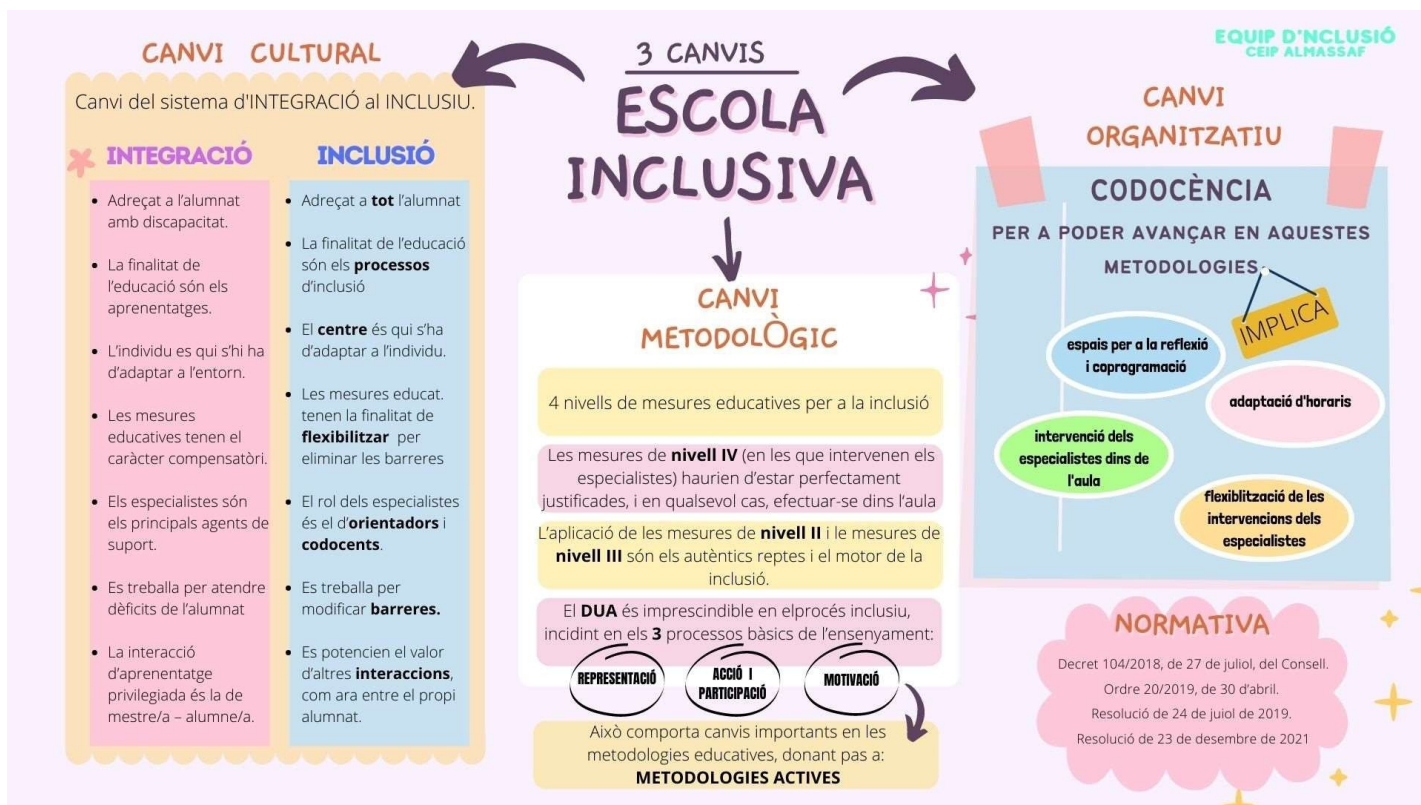 3 CANVIS
ESCOLA
INCLUSIVA
EQUIP D'NCLUSIÓ
CEIP ALMASSAF
CANVI CULTURAL
Canvi del sistema d'INTEGRACIÓ al INCLUSIU.
INTEGRACIÓ
• Adreçat a l'alumnat
amb discapacitat.
• La finalitat de
l'educació són els
aprenentatges.
• L'individu es qui s'hi ha
d'adaptar a l'entorn.
• Les mesures
educatives tenen el
caràcter compensatòri.
• Els especialistes són
els principals agents de
suport.
• Es treballa per atendre
dèficits de l'alumnat
• La interacció
d'aprenentatge
privilegiada és la de
mestre/a – alumne/a.
INCLUSIÓ
• Adreçat a tot l'alumnat
• La finalitat de l'educació
són els processos
d'inclusió
• El centre és qui s'ha
d'adaptar a l'individu.
• Les mesures educat.
tenen la finalitat de
flexibilitzar per
eliminar les barreres
• El rol dels especialistes
és el d'orientadors i
codocents.
• Es treballa per
modificar barreres.
• Es potencien el valor
d'altres interaccions,
com ara entre el propi
alumnat.
CANVI
METODOLÒGIC
4 nivells de mesures educatives per a la inclusió
Les mesures de nivell IV (en les que intervenen els
especialistes) haurien d'estar perfectament
justificades, i en qualsevol cas, efectuar-se dins l'aula
L'aplicació de les mesures de nivell II i le mesures de
nivell III són els autèntics reptes i el motor de la
inclusió.
El DUA és imprescindible en elprocés inclusiu,
incidint en els 3 processos bàsics de l'ensenyament:
REPRESENTACIÓ
ACCIÓ I
PARTICIPACIÓ
MOTIVACIÓ
Això comporta canvis importants en les
metodologies educatives, donant pas a:
METODOLOGIES ACTIVES
CANVI
ORGANITZATIU
CODOCÈNCIA
PER A PODER AVANÇAR EN AQUESTES
METODOLOGIES
IMPLICA
espais per a la reflexió
i coprogramació
adaptació d'horaris
intervenció dels
especialistes dins de
l'aula
flexiblització de les
intervencions dels
especialistes
NORMATIVA
Decret 104/2018, de 27 de juliol, del Consell.
Ordre 20/2019, de 30 d'abril.
Resolució de 24 de juiol de 2019.
Resolució de 23 de desembre de 2021